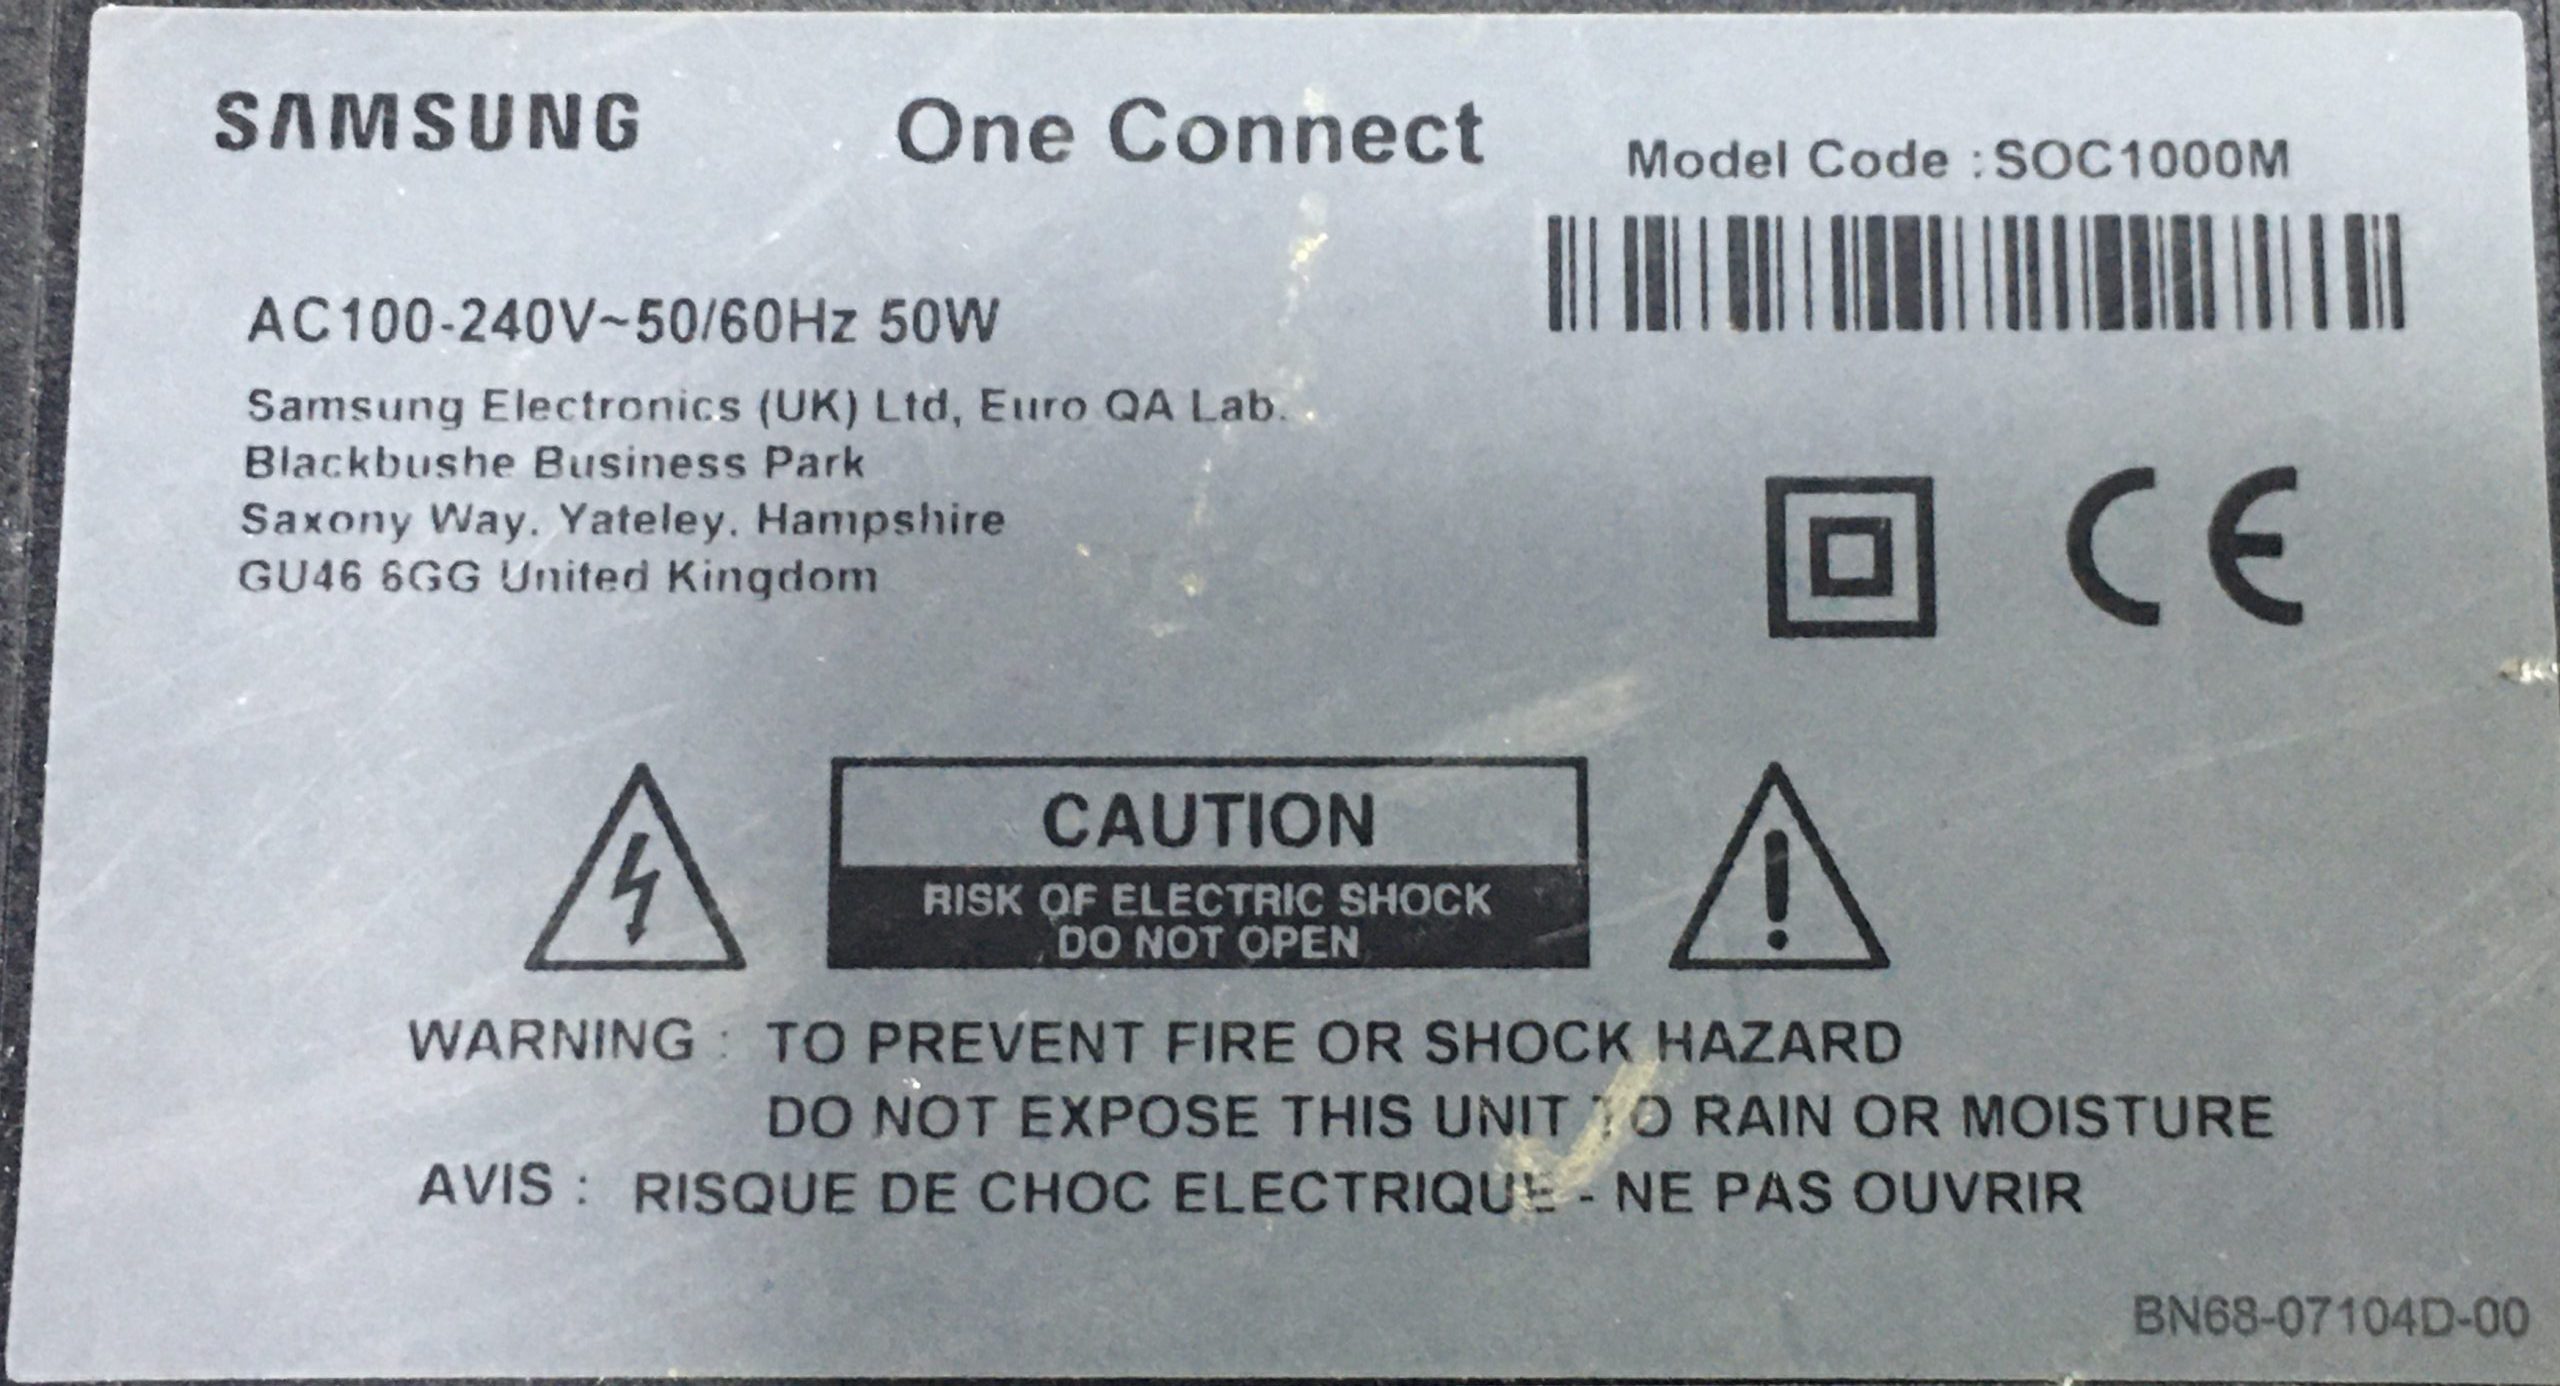 SAMSUNG One Connect
Model Code : SOC1000M
AC100-240V~50/60Hz 50W
Samsung Electronics (UK) Ltd, Euro QA Lab.
Blackbushe Business Park
Saxony Way, Yateley, Hampshire
GU46 6GG United Kingdom
CE
CAUTION
RISK OF ELECTRIC SHOCK
DO NOT OPEN
WARNING : TO PREVENT FIRE OR SHOCK HAZARD
DO NOT EXPOSE THIS UNIT TO RAIN OR MOISTURE
AVIS : RISQUE DE CHOC ELECTRIQUE - NE PAS OUVRIR
BN68-07104D-00